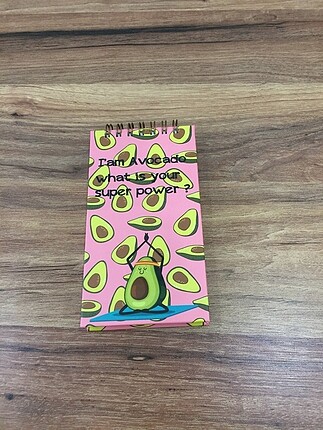 I'am Avocado
what is your
super power ?